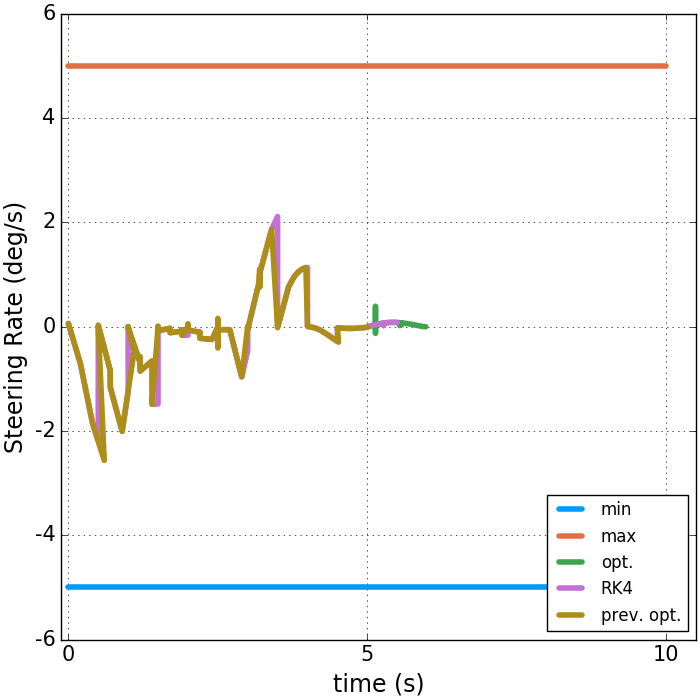 Steering Rate (deg/s)
6
4
2
0
-2
-4
-6
0 5 10
time (s)
min
max
opt.
RK4
prev. opt.